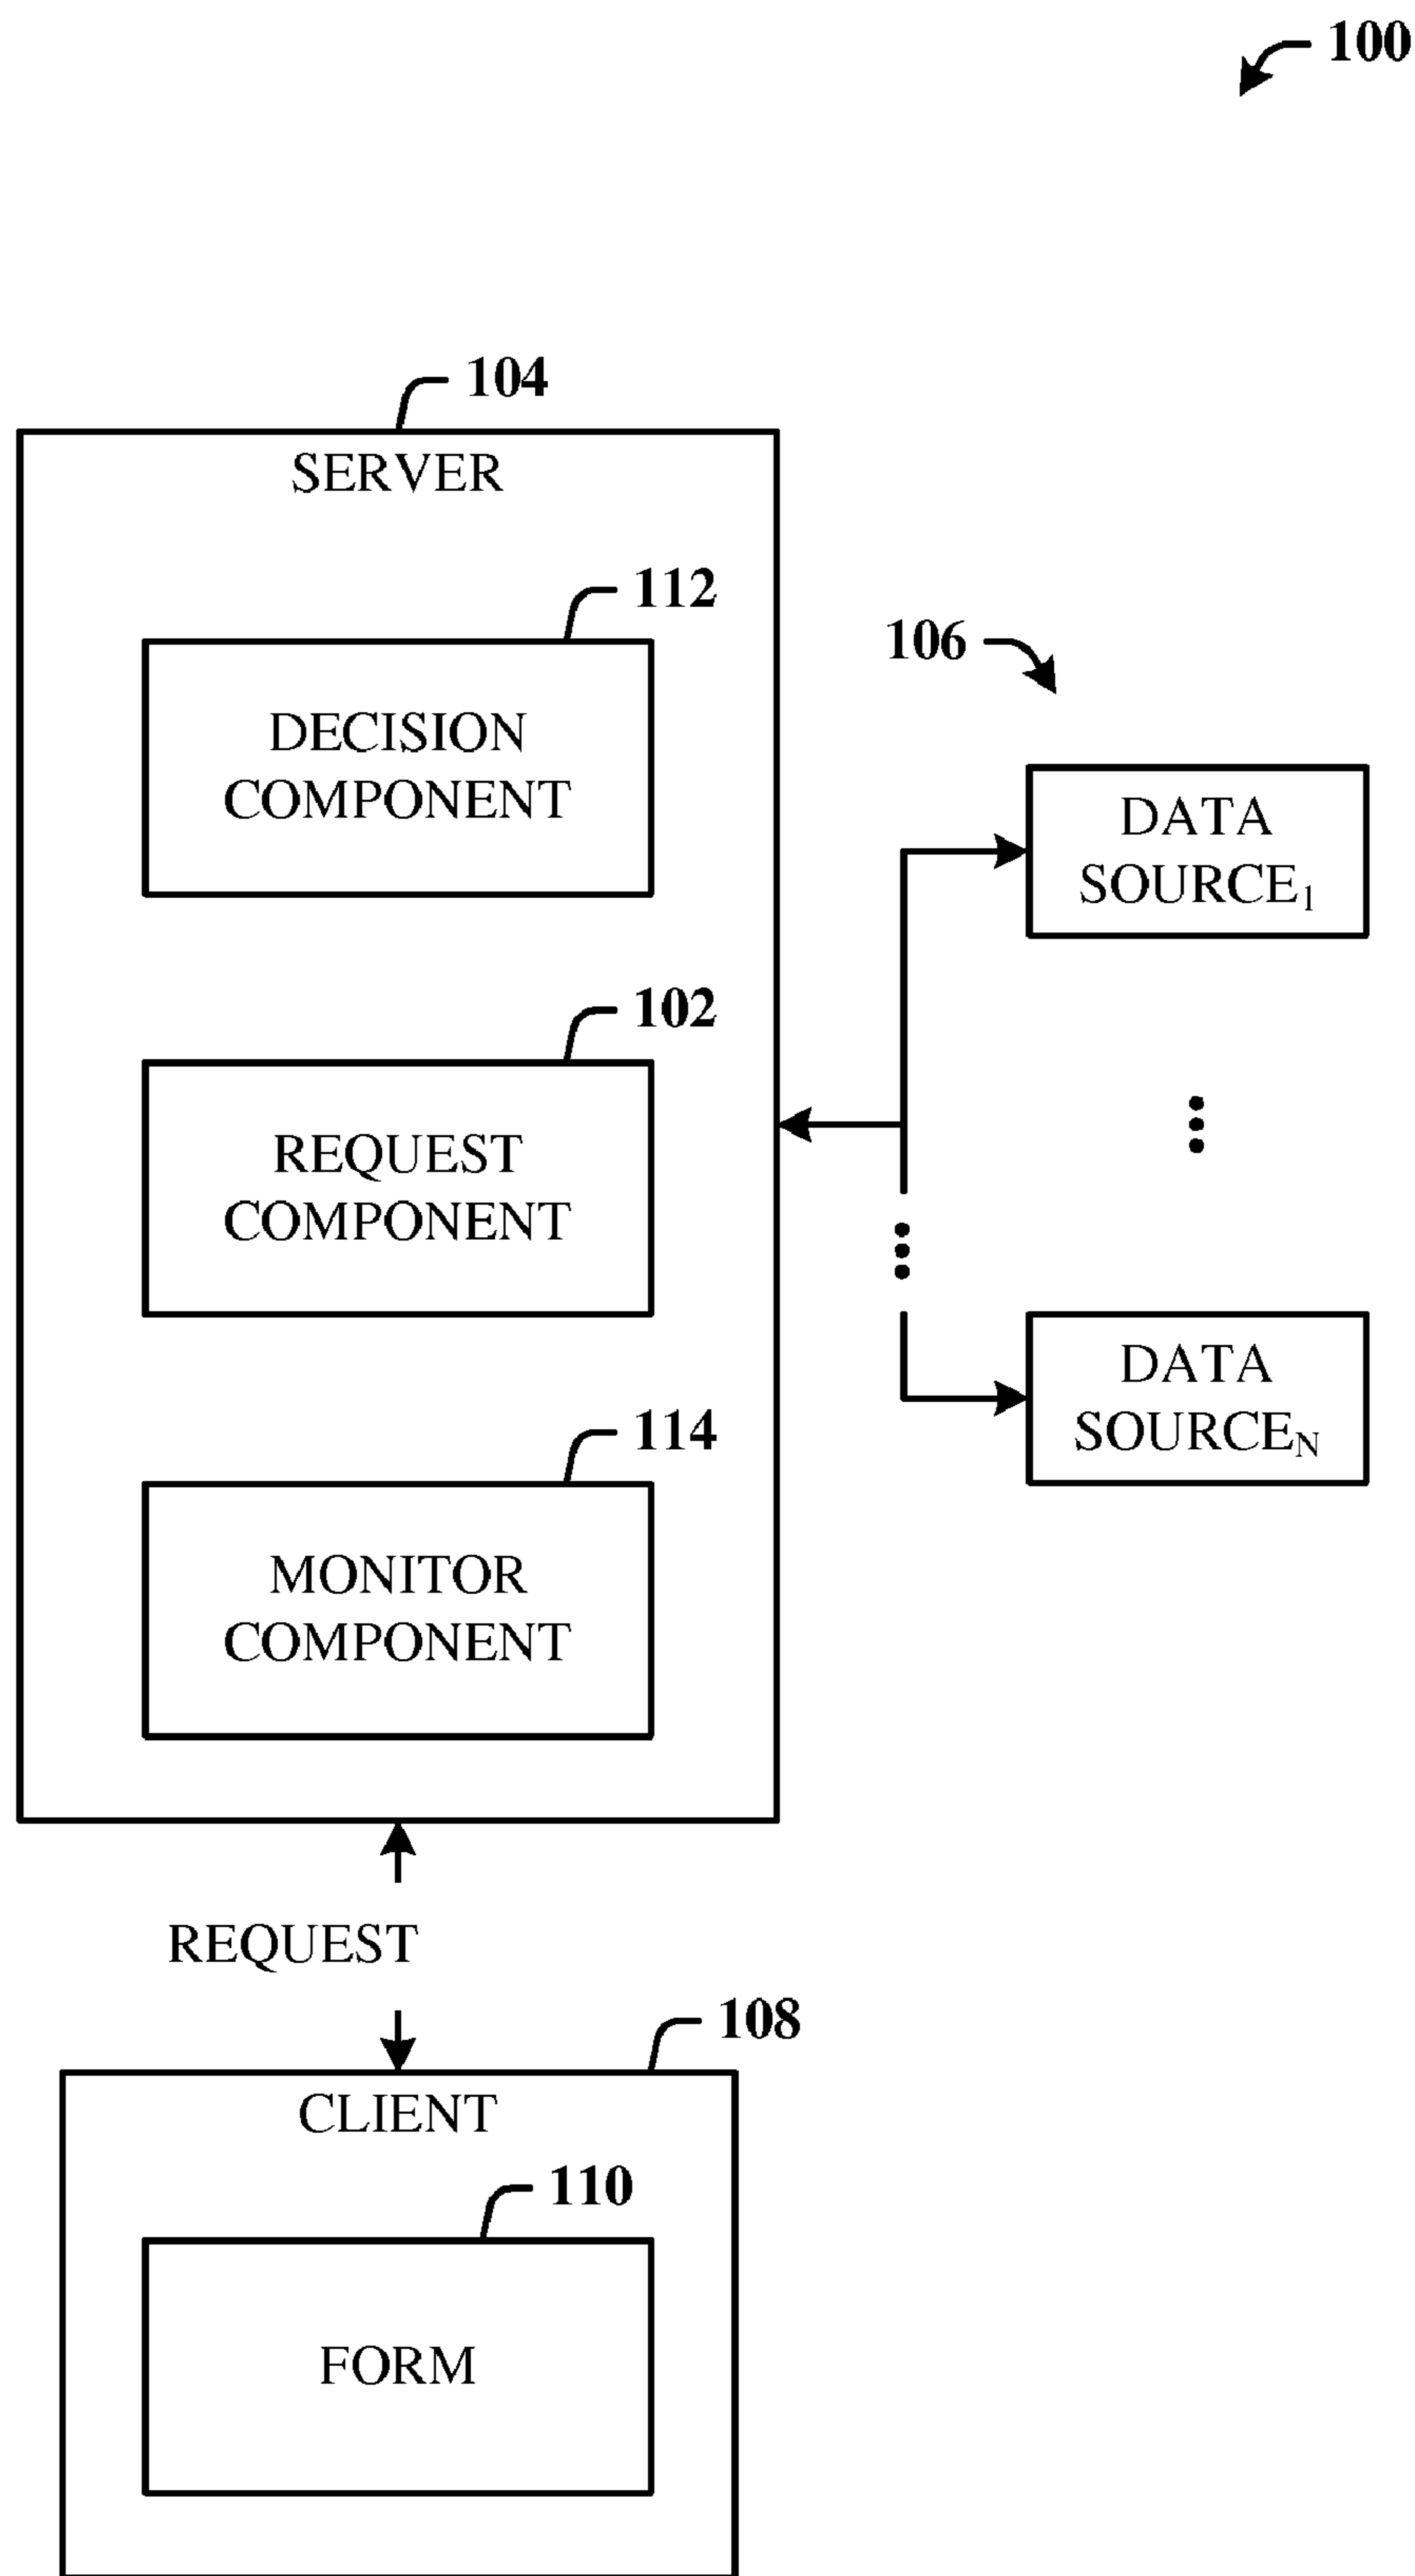 100
104
SERVER
112
DECISION
COMPONENT
106
DATA
SOURCE₁
102
REQUEST
COMPONENT
DATA
SOURCE_N
114
MONITOR
COMPONENT
REQUEST
108
CLIENT
110
FORM